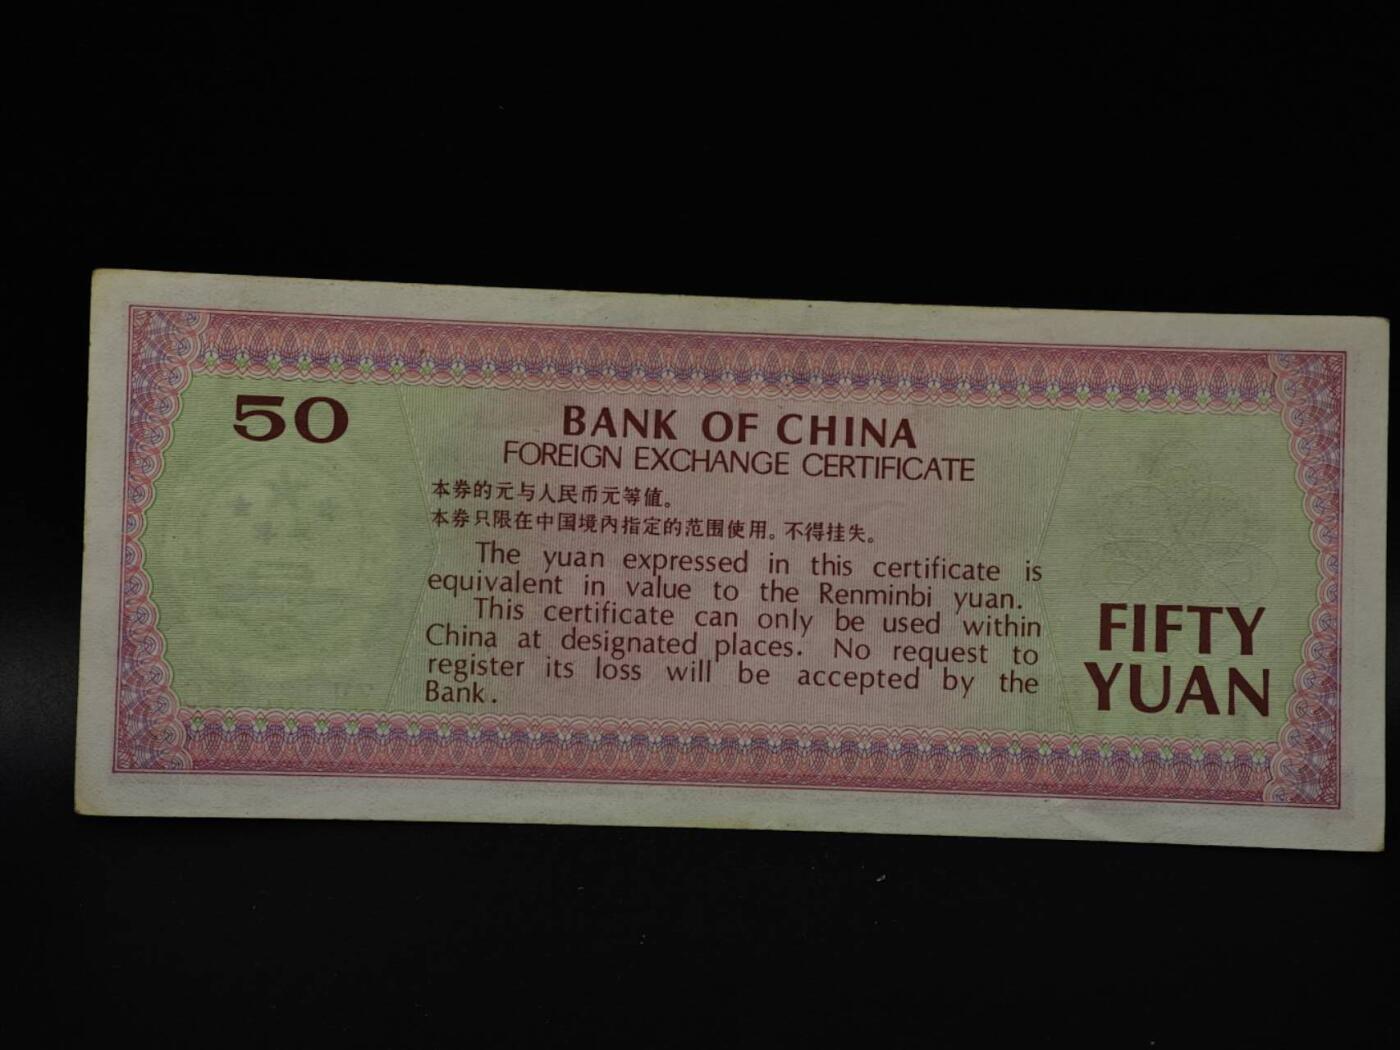 50
BANK OF CHINA
FOREIGN EXCHANGE CERTIFICATE
本券的元与人民币元等值。
本券只限在中国境内指定的范围使用。不得挂失。
The yuan expressed in this certificate is
equivalent in value to the Renminbi yuan.
This certificate can only be used within
China at designated places. No request to
register its loss will be accepted by the
Bank.
FIFTY
YUAN